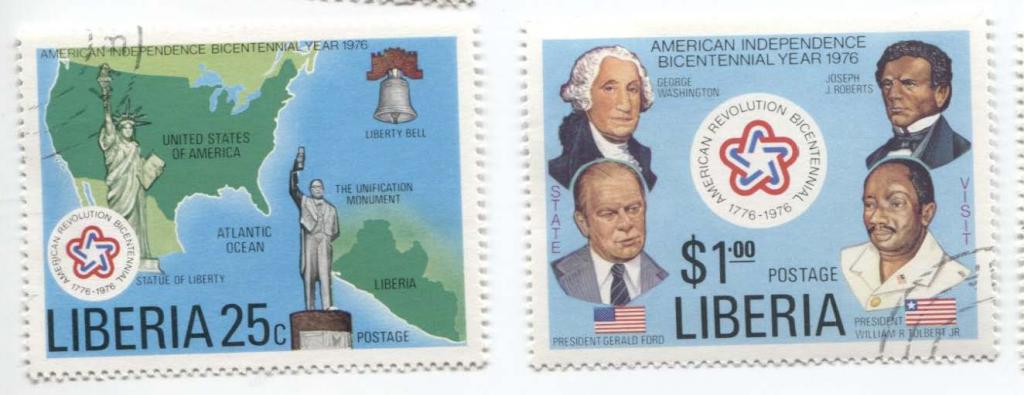 AMERICAN INDEPENDENCE BICENTENNIAL YEAR 1976
LIBERTY BELL
UNITED STATES
OF AMERICA
THE UNIFICATION
MONUMENT
ATLANTIC
OCEAN
AMERICAN REVOLUTION BICENTENNIAL
1776-1976
STATUE OF LIBERTY
LIBERIA
LIBERIA 25c
POSTAGE
AMERICAN INDEPENDENCE
BICENTENNIAL YEAR 1976
GEORGE
WASHINGTON
JOSEPH
J. ROBERTS
AMERICAN REVOLUTION BICENTENNIAL
1776-1976
STATE
VISIT
$1.00
POSTAGE
LIBERIA
PRESIDENT GERALD FORD
PRESIDENT
WILLIAM R. TOLBERT JR.